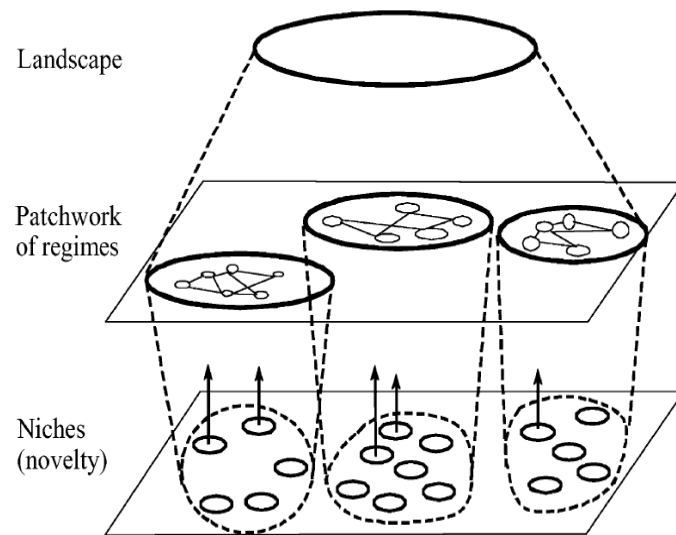 Landscape
Patchwork
of regimes
Niches
(novelty)